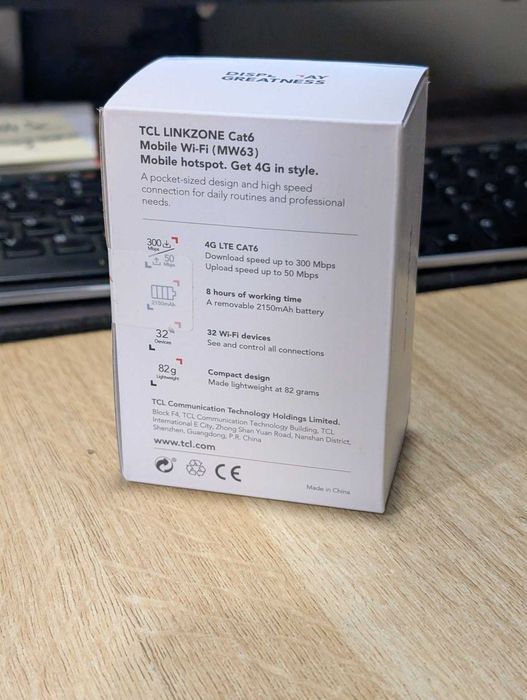 GREATNESS
TCL LINKZONE Cat6
Mobile Wi-Fi (MW63)
Mobile hotspot. Get 4G in style.
A pocket-sized design and high speed
connection for daily routines and professional
needs.
300 Mbps
50 Mbps
4G LTE CAT6
Download speed up to 300 Mbps
Upload speed up to 50 Mbps
2150mAh
8 hours of working time
A removable 2150mAh battery
32
Devices
32 Wi-Fi devices
See and control all connections
82g
Lightweight
Compact design
Made lightweight at 82 grams
TCL Communication Technology Holdings Limited.
Block F4, TCL Communication Technology Building, TCL
International E City, Zhong Shan Yuan Road, Nanshan District,
Shenzhen, Guangdong, P.R. China
www.tcl.com
CE
Made in China